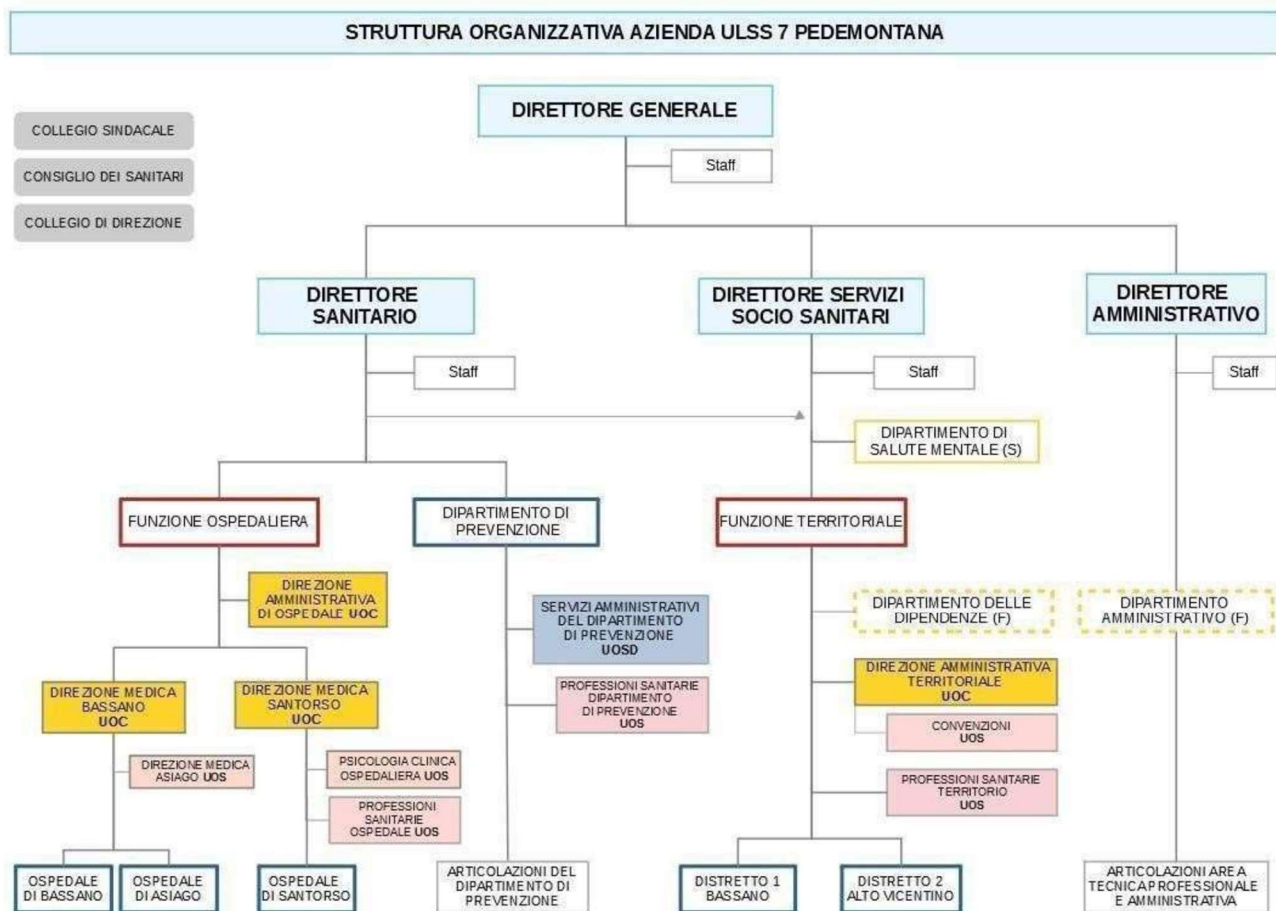 STRUTTURA ORGANIZZATIVA AZIENDA ULSS 7 PEDEMONTANA
DIRETTORE GENERALE
Staff
COLLEGIO SINDACALE
CONSIGLIO DEI SANITARI
COLLEGIO DI DIREZIONE
DIRETTORE
SANITARIO
DIRETTORE SERVIZI
SOCIO SANITARI
DIRETTORE
AMMINISTRATIVO
Staff
Staff
Staff
DIPARTIMENTO DI
SALUTE MENTALE (S)
FUNZIONE OSPEDALIERA
DIPARTIMENTO DI
PREVENZIONE
FUNZIONE TERRITORIALE
DIREZIONE
AMMINISTRATIVA
DI OSPEDALE UOC
SERVIZI AMMINISTRATIVI
DEL DIPARTIMENTO
DI PREVENZIONE
UOSD
DIPARTIMENTO DELLE
DIPENDENZE (F)
DIPARTIMENTO
AMMINISTRATIVO (F)
DIREZIONE MEDICA
BASSANO
UOC
DIREZIONE MEDICA
SANTORSO
UOC
PROFESSIONI SANITARIE
DIPARTIMENTO
DI PREVENZIONE
UOS
DIREZIONE AMMINISTRATIVA
TERRITORIALE
UOC
CONVENZIONI
UOS
DIREZIONE MEDICA
ASIAGO UOS
PSICOLOGIA CLINICA
OSPEDALIERA UOS
PROFESSIONI
SANITARIE
OSPEDALE UOS
PROFESSIONI SANITARIE
TERRITORIO
UOS
OSPEDALE
DI BASSANO
OSPEDALE
DI ASIAGO
OSPEDALE
DI SANTORSO
ARTICOLAZIONI DEL
DIPARTIMENTO DI
PREVENZIONE
DISTRETTO 1
BASSANO
DISTRETTO 2
ALTO VICENTINO
ARTICOLAZIONI AREA
TECNICA PROFESSIONALE
E AMMINISTRATIVA